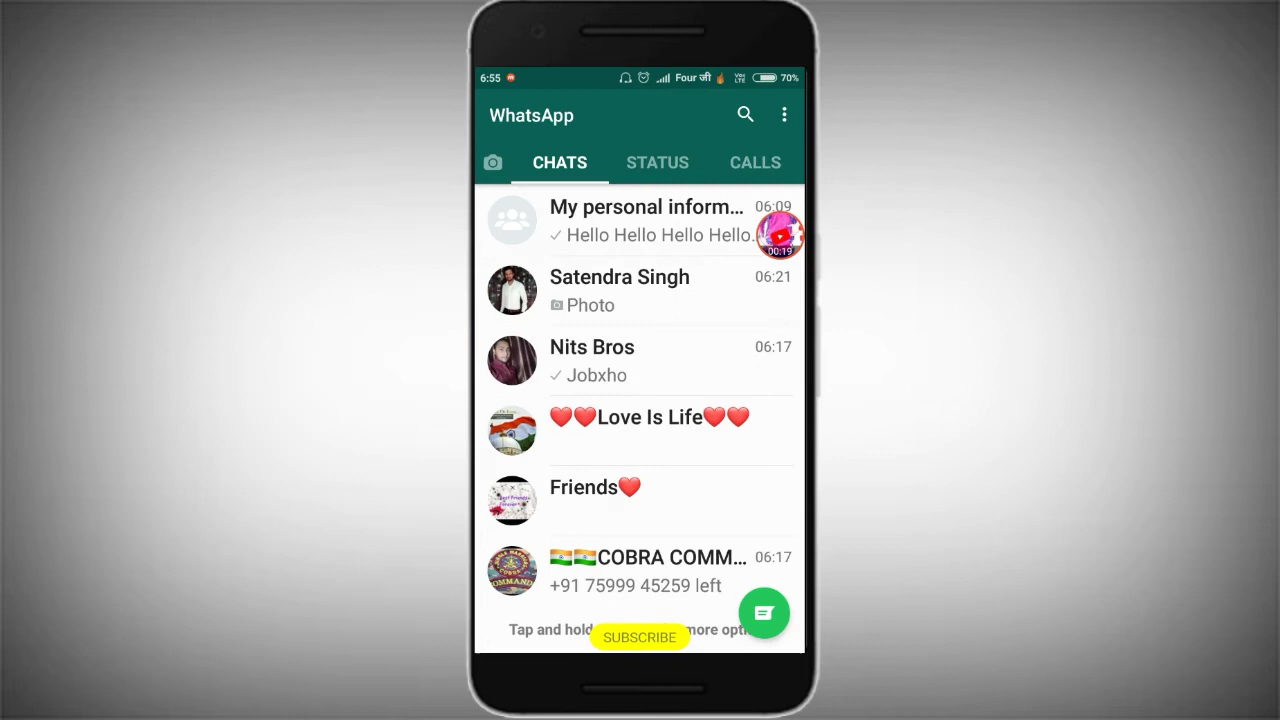 6:55 Four जी VoLTE 70%
WhatsApp
CHATS STATUS CALLS
My personal inform... 06:09
Hello Hello Hello Hello.
00:19
Satendra Singh 06:21
Photo
Nits Bros 06:17
Jobxho
❤️❤️Love Is Life❤️❤️
Friends❤️
🇮🇳🇮🇳COBRA COMM... 06:17
+91 75999 45259 left
Tap and hold more opti
SUBSCRIBE